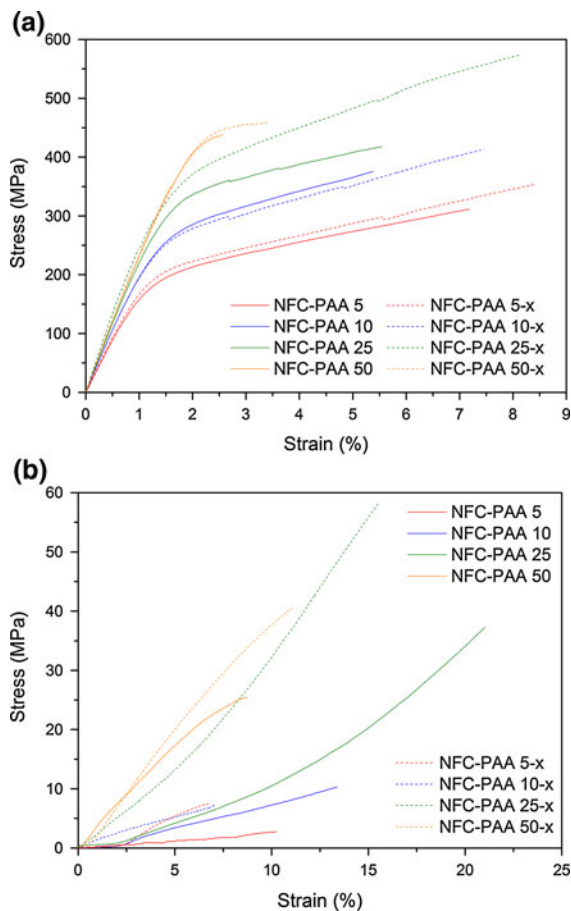 (a)
600
500
400
300
200
100
0
Stress (MPa)
NFC-PAA 5 NFC-PAA 5-x
NFC-PAA 10 NFC-PAA 10-x
NFC-PAA 25 NFC-PAA 25-x
NFC-PAA 50 NFC-PAA 50-x
0 1 2 3 4 5 6 7 8 9
Strain (%)
(b)
60
50
40
30
20
10
0
Stress (MPa)
NFC-PAA 5
NFC-PAA 10
NFC-PAA 25
NFC-PAA 50
NFC-PAA 5-x
NFC-PAA 10-x
NFC-PAA 25-x
NFC-PAA 50-x
0 5 10 15 20 25
Strain (%)